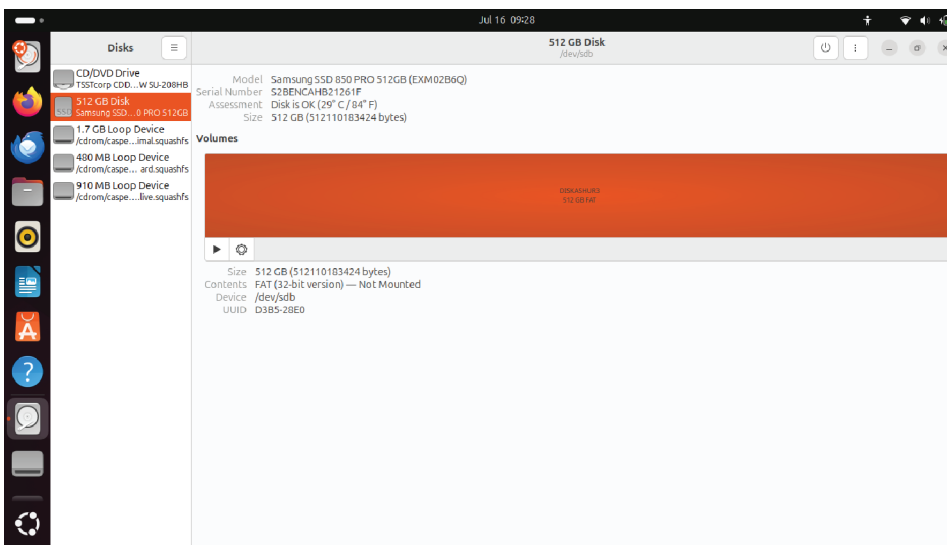 Jul 16 09:28
Disks
512 GB Disk
/dev/sdb
CD/DVD Drive
TSSTcorp CDD...W SU-208HB
512 GB Disk
Samsung SSD...0 PRO 512GB
1.7 GB Loop Device
/cdrom/caspe... imal.squashfs
480 MB Loop Device
/cdrom/caspe... ard.squashfs
910 MB Loop Device
/cdrom/caspe....live.squashfs
Model Samsung SSD 850 PRO 512GB (EXM02B6Q)
Serial Number S2BENCAHB21261F
Assessment Disk is OK (29° C / 84° F)
Size 512 GB (512110183424 bytes)
Volumes
DISKASHUR3
512 GB FAT
Size 512 GB (512110183424 bytes)
Contents FAT (32-bit version) — Not Mounted
Device /dev/sdb
UUID D3B5-28E0